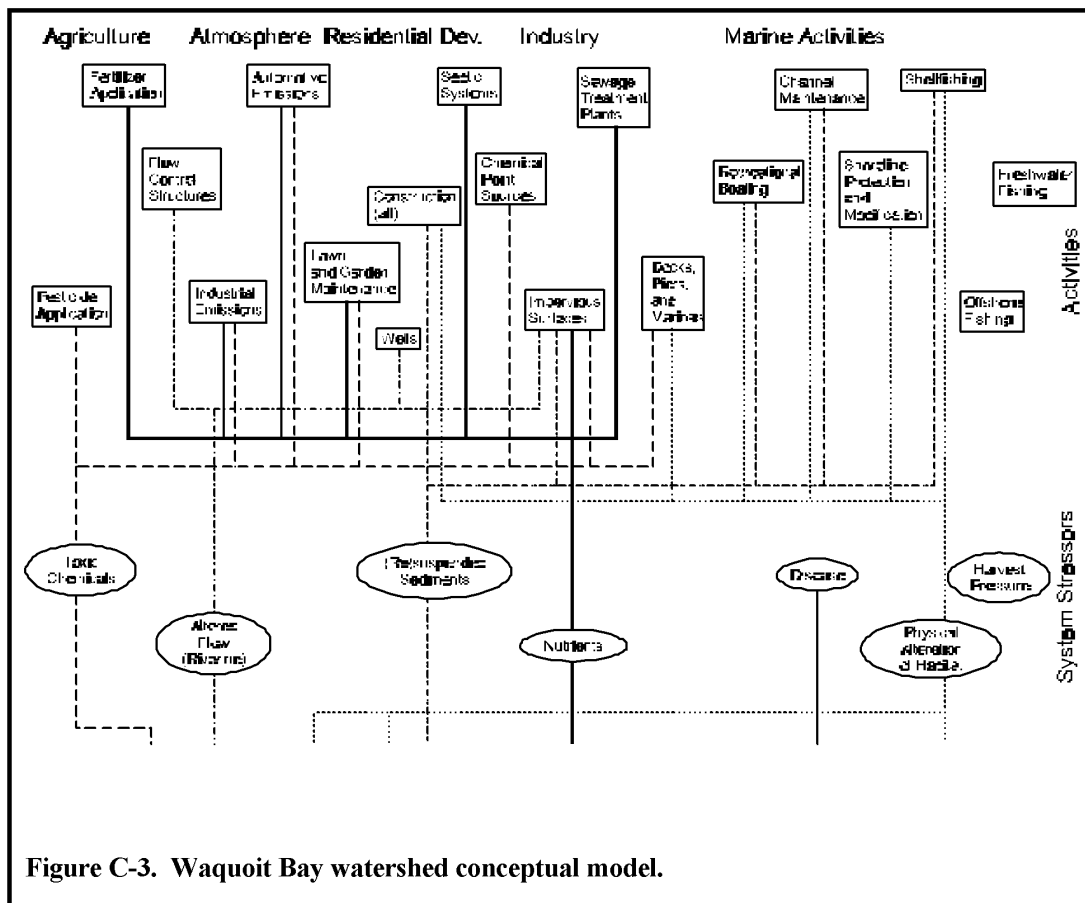 Agriculture Atmosphere Residential Dev. Industry Marine Activities
Fertilizer
Application
Automotive
Emissions
Septic
Systems
Sewage
Treatment
Plants
Channel
Maintenance
Shellfishing
Flow
Control
Structures
Chemical
Point
Sources
Construction
(all)
Recreational
Boating
Shoreline
Protection
and
Modification
Freshwater
Fishing
Lawn
and Garden
Maintenance
Docks,
Piers,
and
Marinas
Pesticide
Application
Industrial
Emissions
Impervious
Surfaces
Offshore
Fishing
Wells
Activities
Toxic
Chemicals
(Re)suspended
Sediments
Disease
Harvest
Pressure
Altered
Flow
(Riverine)
Nutrients
Physical
Alteration
of Habitat
System Stressors
Figure C-3. Waquoit Bay watershed conceptual model.